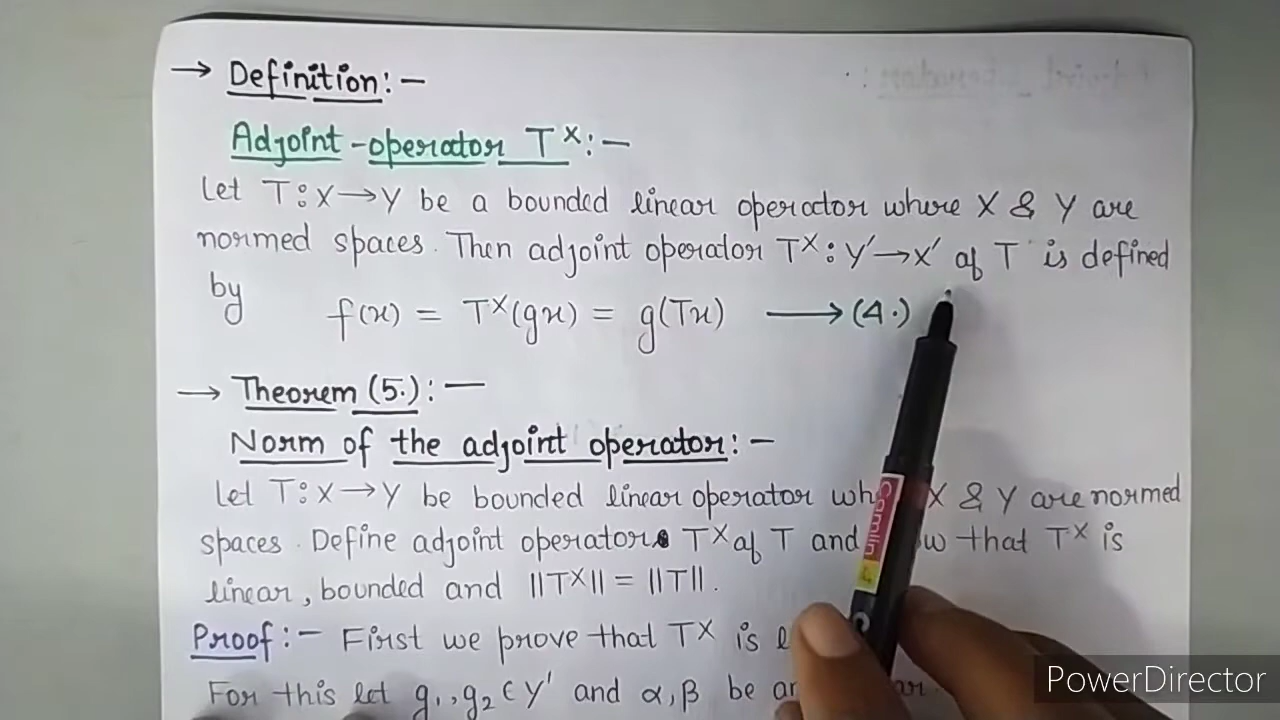 → Definition:—
Adjoint-operator T^x:—
Let T:X→Y be a bounded linear operator where X & Y are
normed spaces. Then adjoint operator T^x:Y'→X' of T is defined
by
f(x) = T^x(gx) = g(Tx) ⟶ (4.)
→ Theorem (5.):—
Norm of the adjoint operator:—
Let T:X→Y be bounded linear operator wh X & Y are normed
spaces. Define adjoint operator T^x of T and w that T^x is
linear, bounded and ||T^x|| = ||T||.
Proof:— First we prove that T^x is l
For this let g₁,g₂ ∈ Y' and α,β be an ar
Camlin
PowerDirector